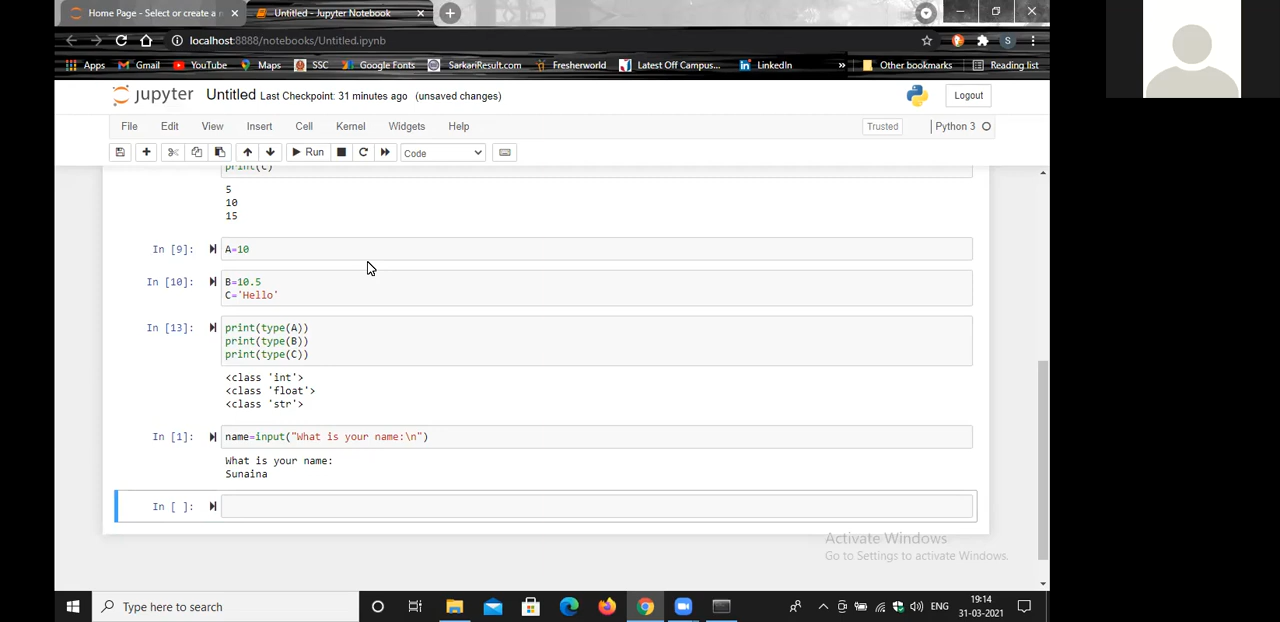 Home Page - Select or create a n
Untitled - Jupyter Notebook
localhost:8888/notebooks/Untitled.ipynb
S
Apps Gmail YouTube Maps SSC Google Fonts SarkariResult.com Fresherworld Latest Off Campus... LinkedIn » Other bookmarks Reading list
jupyter Untitled Last Checkpoint: 31 minutes ago (unsaved changes) Logout
File Edit View Insert Cell Kernel Widgets Help Trusted Python 3
Run Code
print(C)
5
10
15
In [9]: A=10
In [10]: B=10.5
C='Hello'
In [13]: print(type(A))
print(type(B))
print(type(C))
<class 'int'>
<class 'float'>
<class 'str'>
In [1]: name=input("What is your name:\n")
What is your name:
Sunaina
In [ ]:
Activate Windows
Go to Settings to activate Windows.
Type here to search
ENG
19:14
31-03-2021